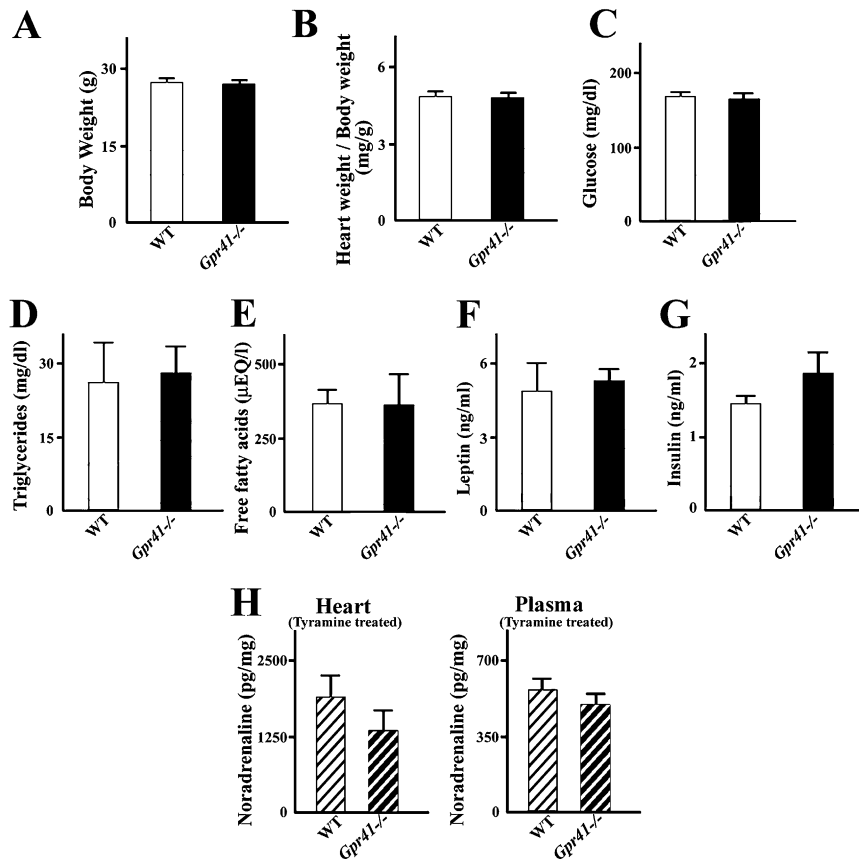 A
Body Weight (g)
30
15
0
WT
Gpr41-/-
B
Heart weight / Body weight
(mg/g)
6
3
0
WT
Gpr41-/-
C
Glucose (mg/dl)
200
100
0
WT
Gpr41-/-
D
Triglycerides (mg/dl)
30
15
0
WT
Gpr41-/-
E
Free fatty acids (μEQ/l)
500
250
0
WT
Gpr41-/-
F
Leptin (ng/ml)
6
3
0
WT
Gpr41-/-
G
Insulin (ng/ml)
2
1
0
WT
Gpr41-/-
H
Heart
(Tyramine treated)
Noradrenaline (pg/mg)
2500
1250
0
WT
Gpr41-/-
Plasma
(Tyramine treated)
Noradrenaline (pg/mg)
700
350
0
WT
Gpr41-/-